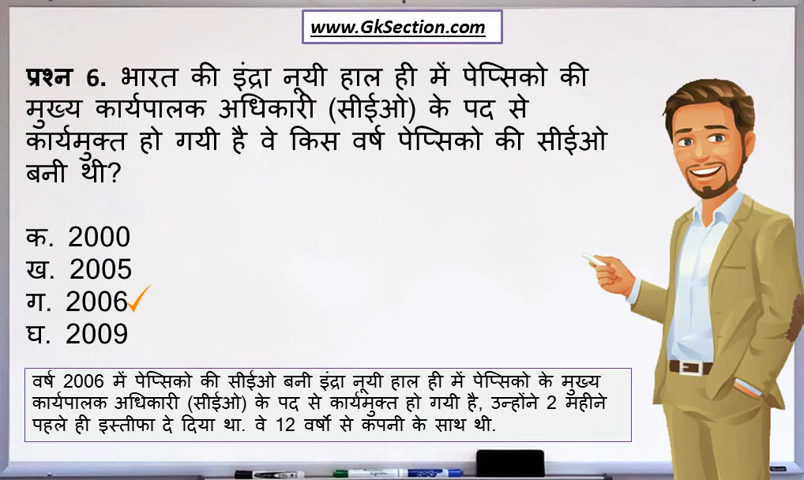 www.GkSection.com
प्रश्न 6. भारत की इंद्रा नूयी हाल ही में पेप्सिको की
मुख्य कार्यपालक अधिकारी (सीईओ) के पद से
कार्यमुक्त हो गयी है वे किस वर्ष पेप्सिको की सीईओ
बनी थी?
क. 2000
ख. 2005
ग. 2006
घ. 2009
वर्ष 2006 में पेप्सिको की सीईओ बनी इंद्रा नूयी हाल ही में पेप्सिको के मुख्य
कार्यपालक अधिकारी (सीईओ) के पद से कार्यमुक्त हो गयी है, उन्होंने 2 महीने
पहले ही इस्तीफा दे दिया था. वे 12 वर्षो से कंपनी के साथ थी.